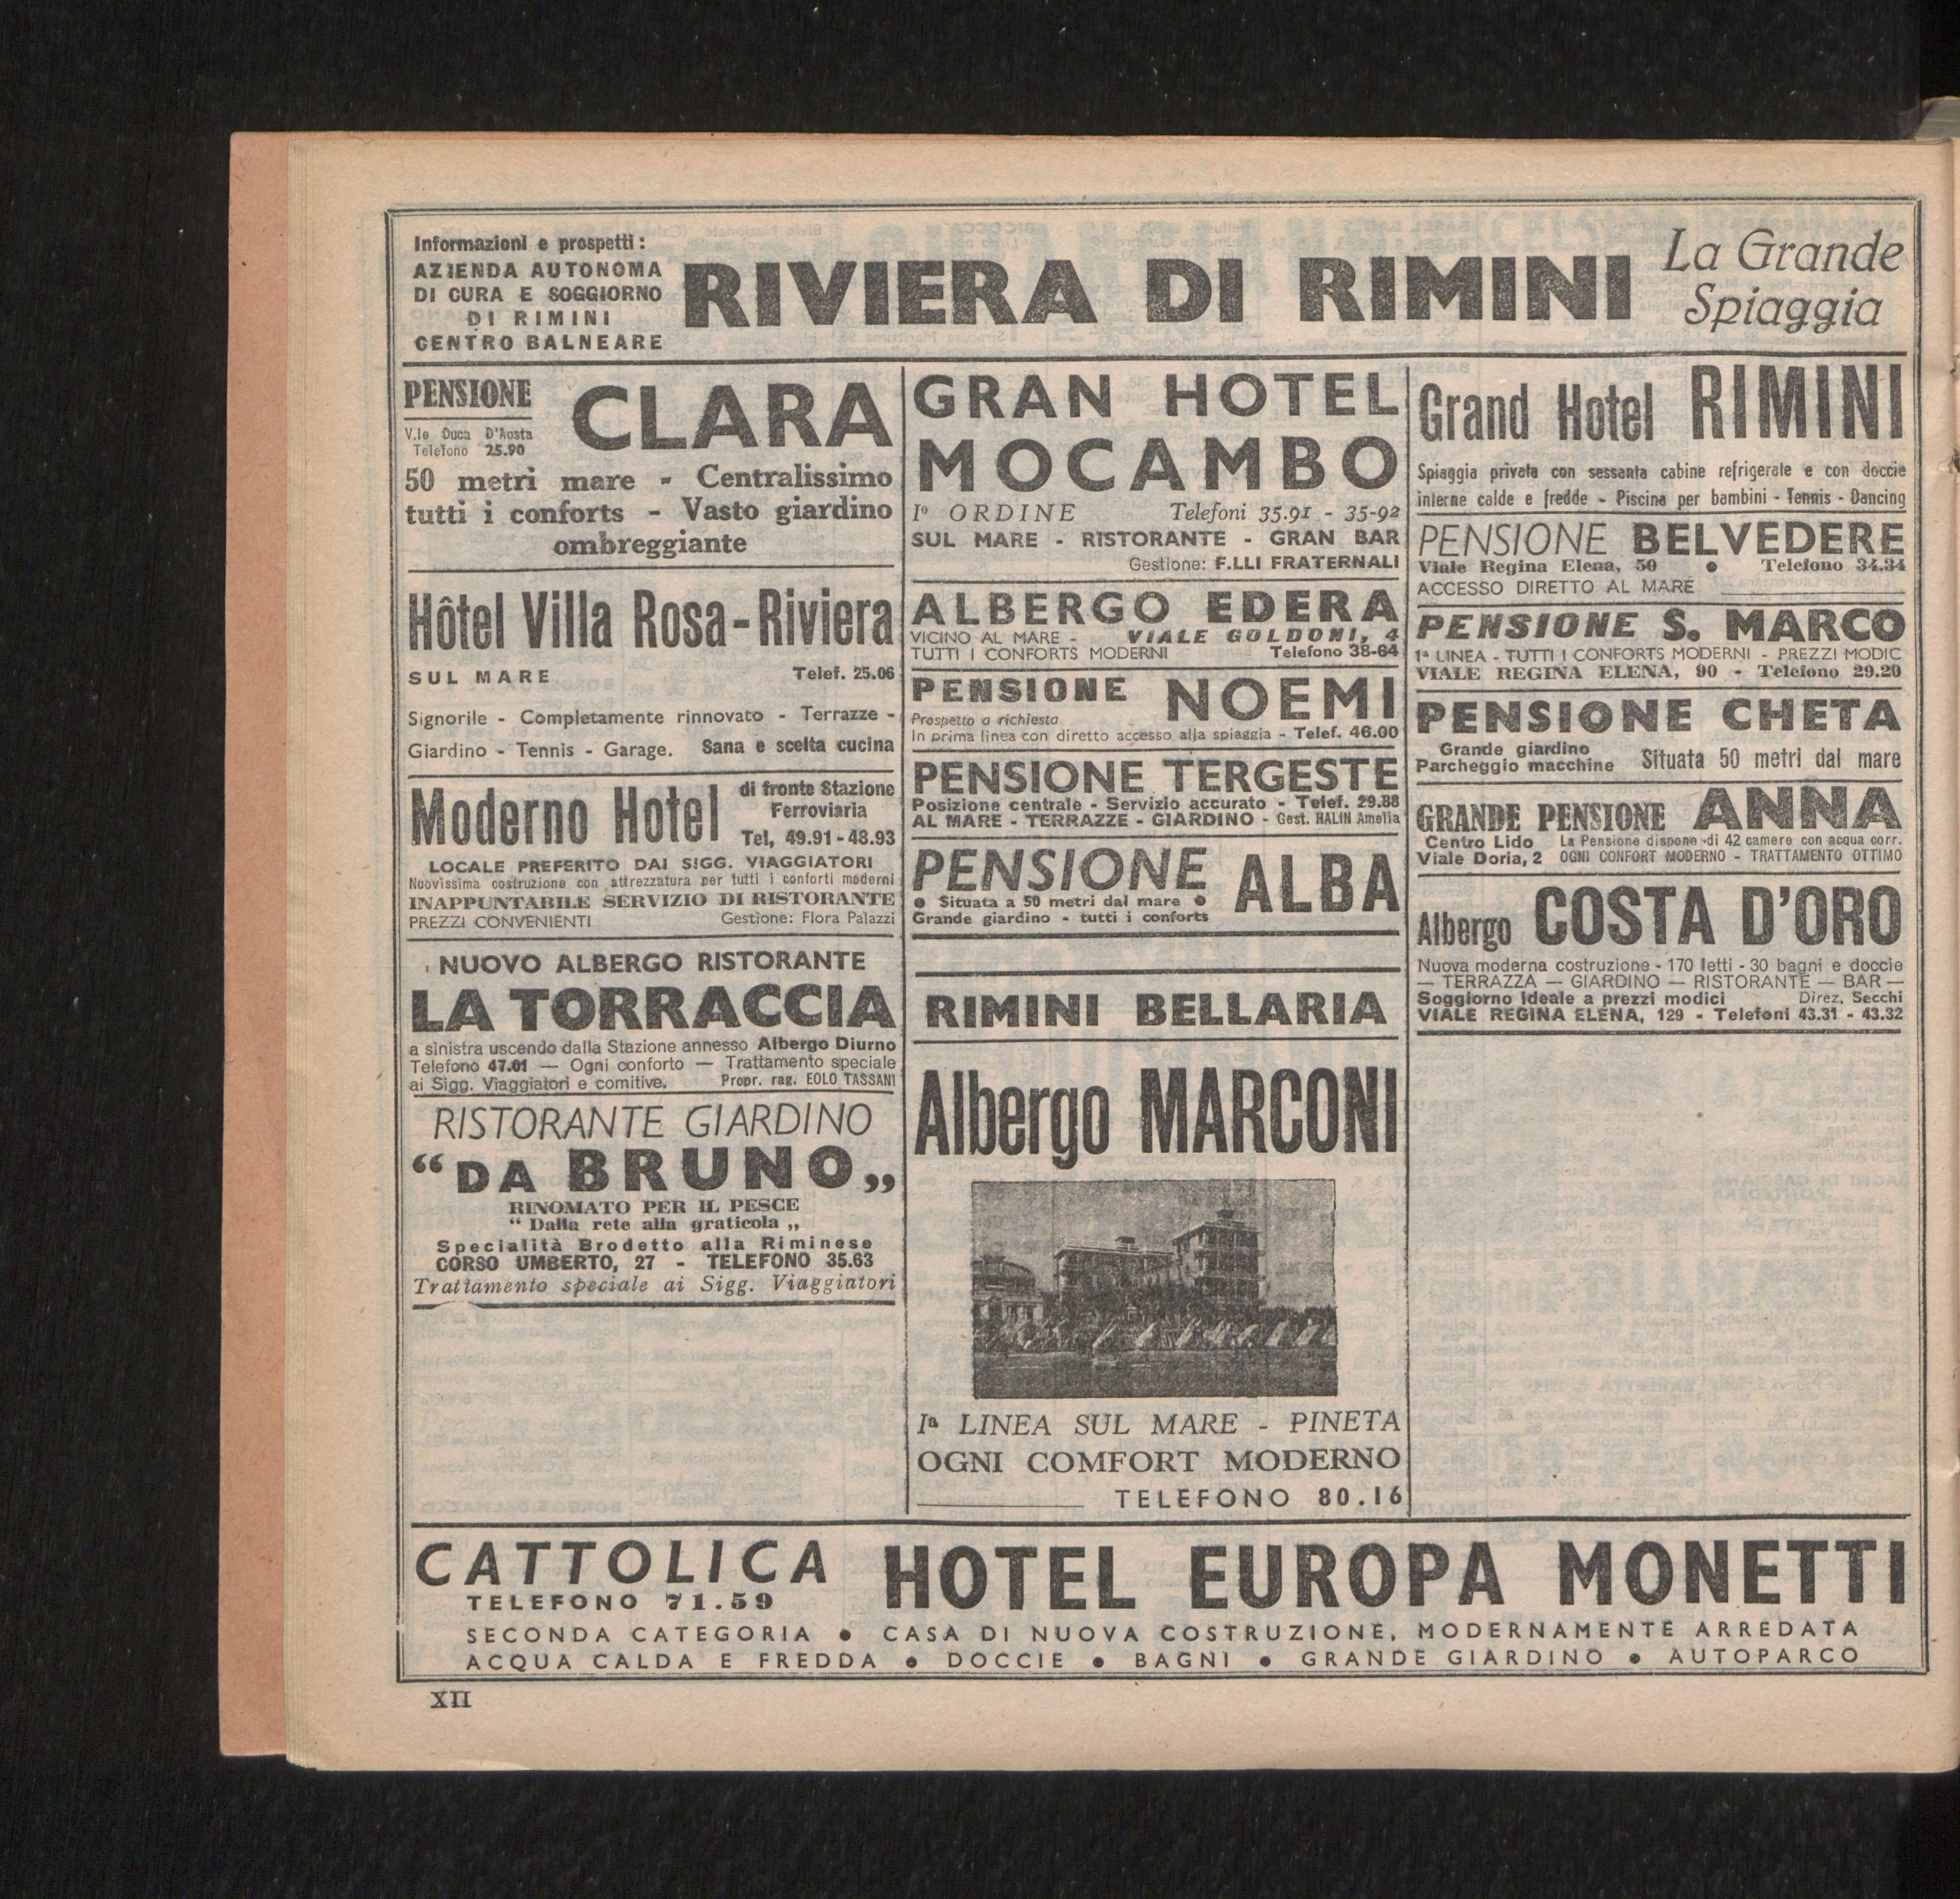 Informazioni e prospetti:
AZIENDA AUTONOMA
DI CURA E SOGGIORNO
DI RIMINI
CENTRO BALNEARE
RIVIERA DI RIMINI
La Grande
Spiaggia
PENSIONE
V.le Duca D'Aosta
Telefono 25.90
CLARA
50 metri mare - Centralissimo
tutti i conforts - Vasto giardino
ombreggiante
Hôtel Villa Rosa-Riviera
SUL MARE Telef. 25.06
Signorile - Completamente rinnovato - Terrazze -
Giardino - Tennis - Garage. Sana e scelta cucina
Moderno Hotel
di fronte Stazione
Ferroviaria
Tel, 49.91 - 48.93
LOCALE PREFERITO DAI SIGG. VIAGGIATORI
Nuovissima costruzione con attrezzatura per tutti i conforti moderni
INAPPUNTABILE SERVIZIO DI RISTORANTE
PREZZI CONVENIENTI Gestione: Flora Palazzi
NUOVO ALBERGO RISTORANTE
LA TORRACCIA
a sinistra uscendo dalla Stazione annesso Albergo Diurno
Telefono 47.01 — Ogni conforto — Trattamento speciale
ai Sigg. Viaggiatori e comitive. Propr. rag. EOLO TASSANI
RISTORANTE GIARDINO
“DA BRUNO„
RINOMATO PER IL PESCE
“ Dalla rete alla graticola „
Specialità Brodetto alla Riminese
CORSO UMBERTO, 27 - TELEFONO 35.63
Trattamento speciale ai Sigg. Viaggiatori
GRAN HOTEL
MOCAMBO
Iº ORDINE Telefoni 35.91 - 35-92
SUL MARE - RISTORANTE - GRAN BAR
Gestione: F.LLI FRATERNALI
ALBERGO EDERA
VICINO AL MARE - VIALE GOLDONI, 4
TUTTI I CONFORTS MODERNI Telefono 38-64
PENSIONE NOEMI
Prospetto a richiesta
In prima linea con diretto accesso alla spiaggia - Telef. 46.00
PENSIONE TERGESTE
Posizione centrale - Servizio accurato - Telef. 29.88
AL MARE - TERRAZZE - GIARDINO - Gest. HALIN Amelia
PENSIONE ALBA
● Situata a 50 metri dal mare ●
Grande giardino - tutti i conforts
RIMINI BELLARIA
Albergo MARCONI
Iª LINEA SUL MARE - PINETA
OGNI COMFORT MODERNO
TELEFONO 80.16
Grand Hotel RIMINI
Spiaggia privata con sessanta cabine refrigerate e con doccie
interne calde e fredde - Piscina per bambini - Tennis - Dancing
PENSIONE BELVEDERE
Viale Regina Elena, 50 ● Telefono 34.34
ACCESSO DIRETTO AL MARE
PENSIONE S. MARCO
1ª LINEA - TUTTI I CONFORTS MODERNI - PREZZI MODIC
VIALE REGINA ELENA, 90 - Telefono 29.20
PENSIONE CHETA
Grande giardino
Parcheggio macchine
Situata 50 metri dal mare
GRANDE PENSIONE ANNA
Centro Lido La Pensione dispone di 42 camere con acqua corr.
Viale Doria, 2 OGNI CONFORT MODERNO - TRATTAMENTO OTTIMO
Albergo COSTA D'ORO
Nuova moderna costruzione - 170 letti - 30 bagni e doccie
— TERRAZZA — GIARDINO — RISTORANTE — BAR —
Soggiorno ideale a prezzi modici Direz. Secchi
VIALE REGINA ELENA, 129 - Telefoni 43.31 - 43.32
CATTOLICA
TELEFONO 71.59
HOTEL EUROPA MONETTI
SECONDA CATEGORIA ● CASA DI NUOVA COSTRUZIONE, MODERNAMENTE ARREDATA
ACQUA CALDA E FREDDA ● DOCCIE ● BAGNI ● GRANDE GIARDINO ● AUTOPARCO
XII